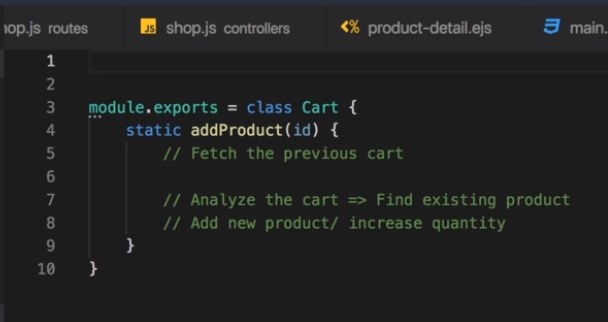 hop.js routes JS shop.js controllers <% product-detail.ejs main.
1
2
3 module.exports = class Cart {
4 static addProduct(id) {
5 // Fetch the previous cart
6
7 // Analyze the cart => Find existing product
8 // Add new product/ increase quantity
9 }
10 }